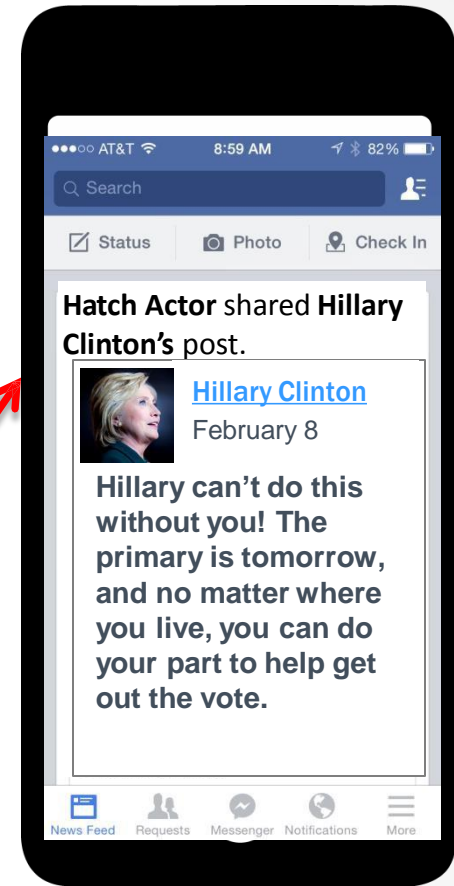 ●●●○○ AT&T 8:59 AM 82%
Search
Status Photo Check In
Hatch Actor shared Hillary
Clinton's post.
Hillary Clinton
February 8
Hillary can't do this
without you! The
primary is tomorrow,
and no matter where
you live, you can do
your part to help get
out the vote.
News Feed Requests Messenger Notifications More